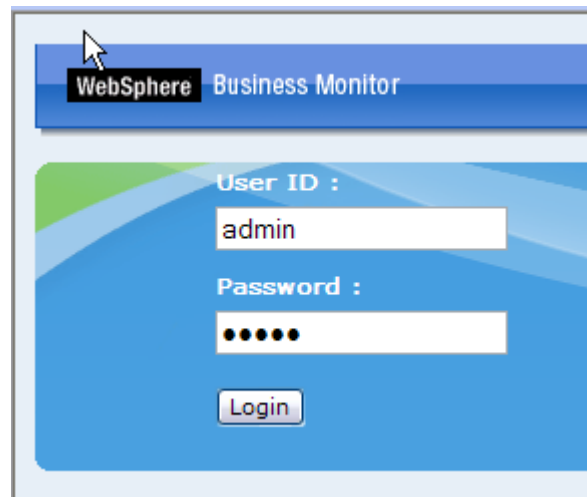 WebSphere Business Monitor
User ID :
admin
Password :
•••••
Login